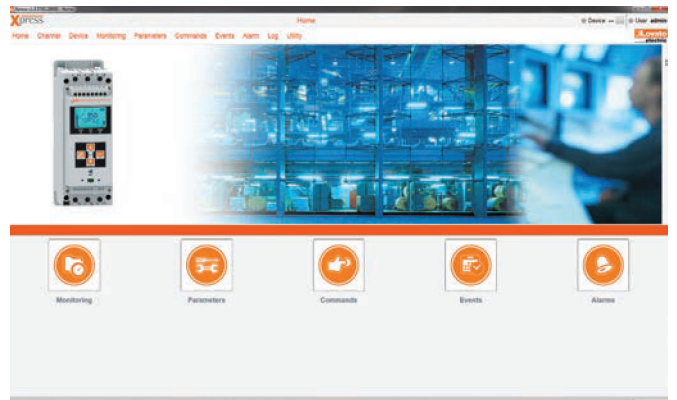 Xpress
Home
Device --
User admin
Home Channel Device Monitoring Parameters Commands Events Alarm Log Utility
Lovato
electric
Monitoring
Parameters
Commands
Events
Alarms